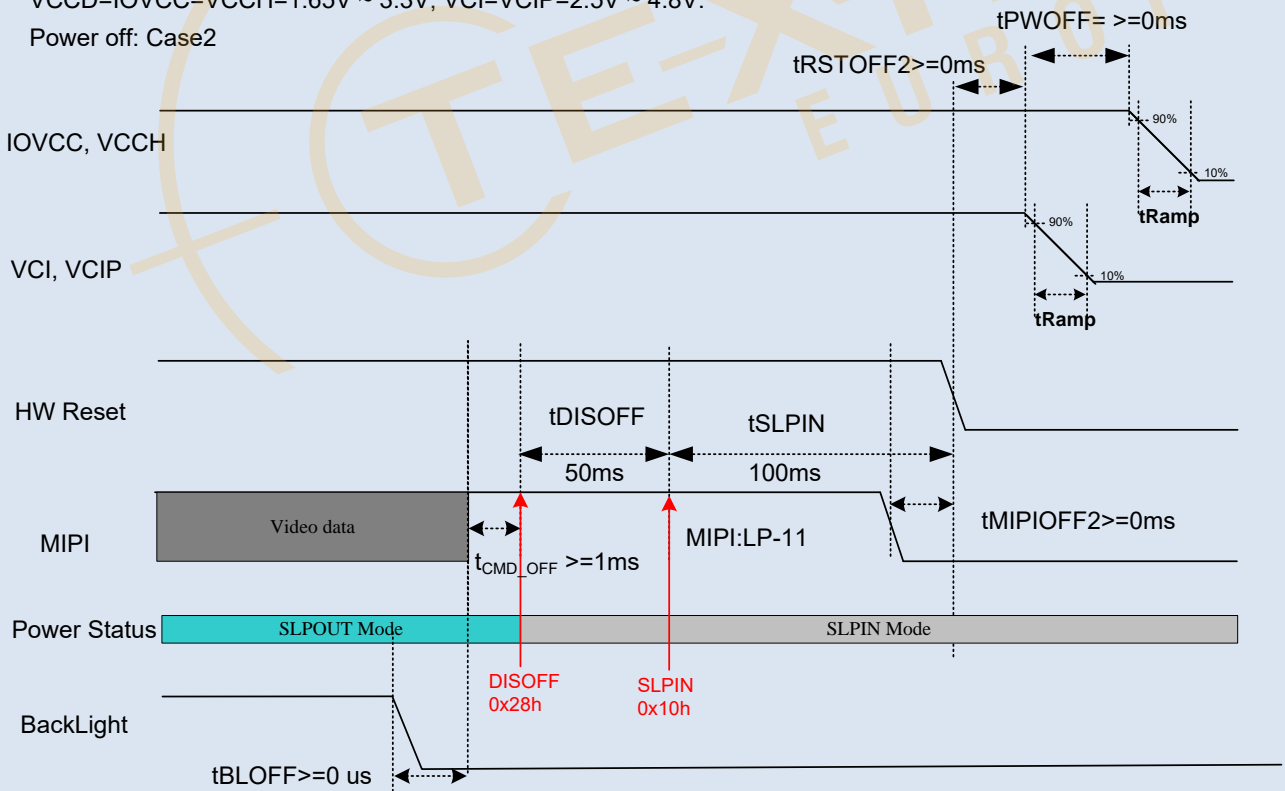 VCCD=IOVCC=VCCH=1.65V ~ 3.3V, VCI=VCIP=2.5V ~ 4.8V.
Power off: Case2
tPWOFF= >=0ms
tRSTOFF2>=0ms
IOVCC, VCCH
90%
10%
tRamp
VCI, VCIP
90%
10%
tRamp
HW Reset
tDISOFF
tSLPIN
50ms
100ms
MIPI
Video data
tCMD_OFF >=1ms
MIPI:LP-11
tMIPIOFF2>=0ms
Power Status
SLPOUT Mode
SLPIN Mode
DISOFF
0x28h
SLPIN
0x10h
BackLight
tBLOFF>=0 us